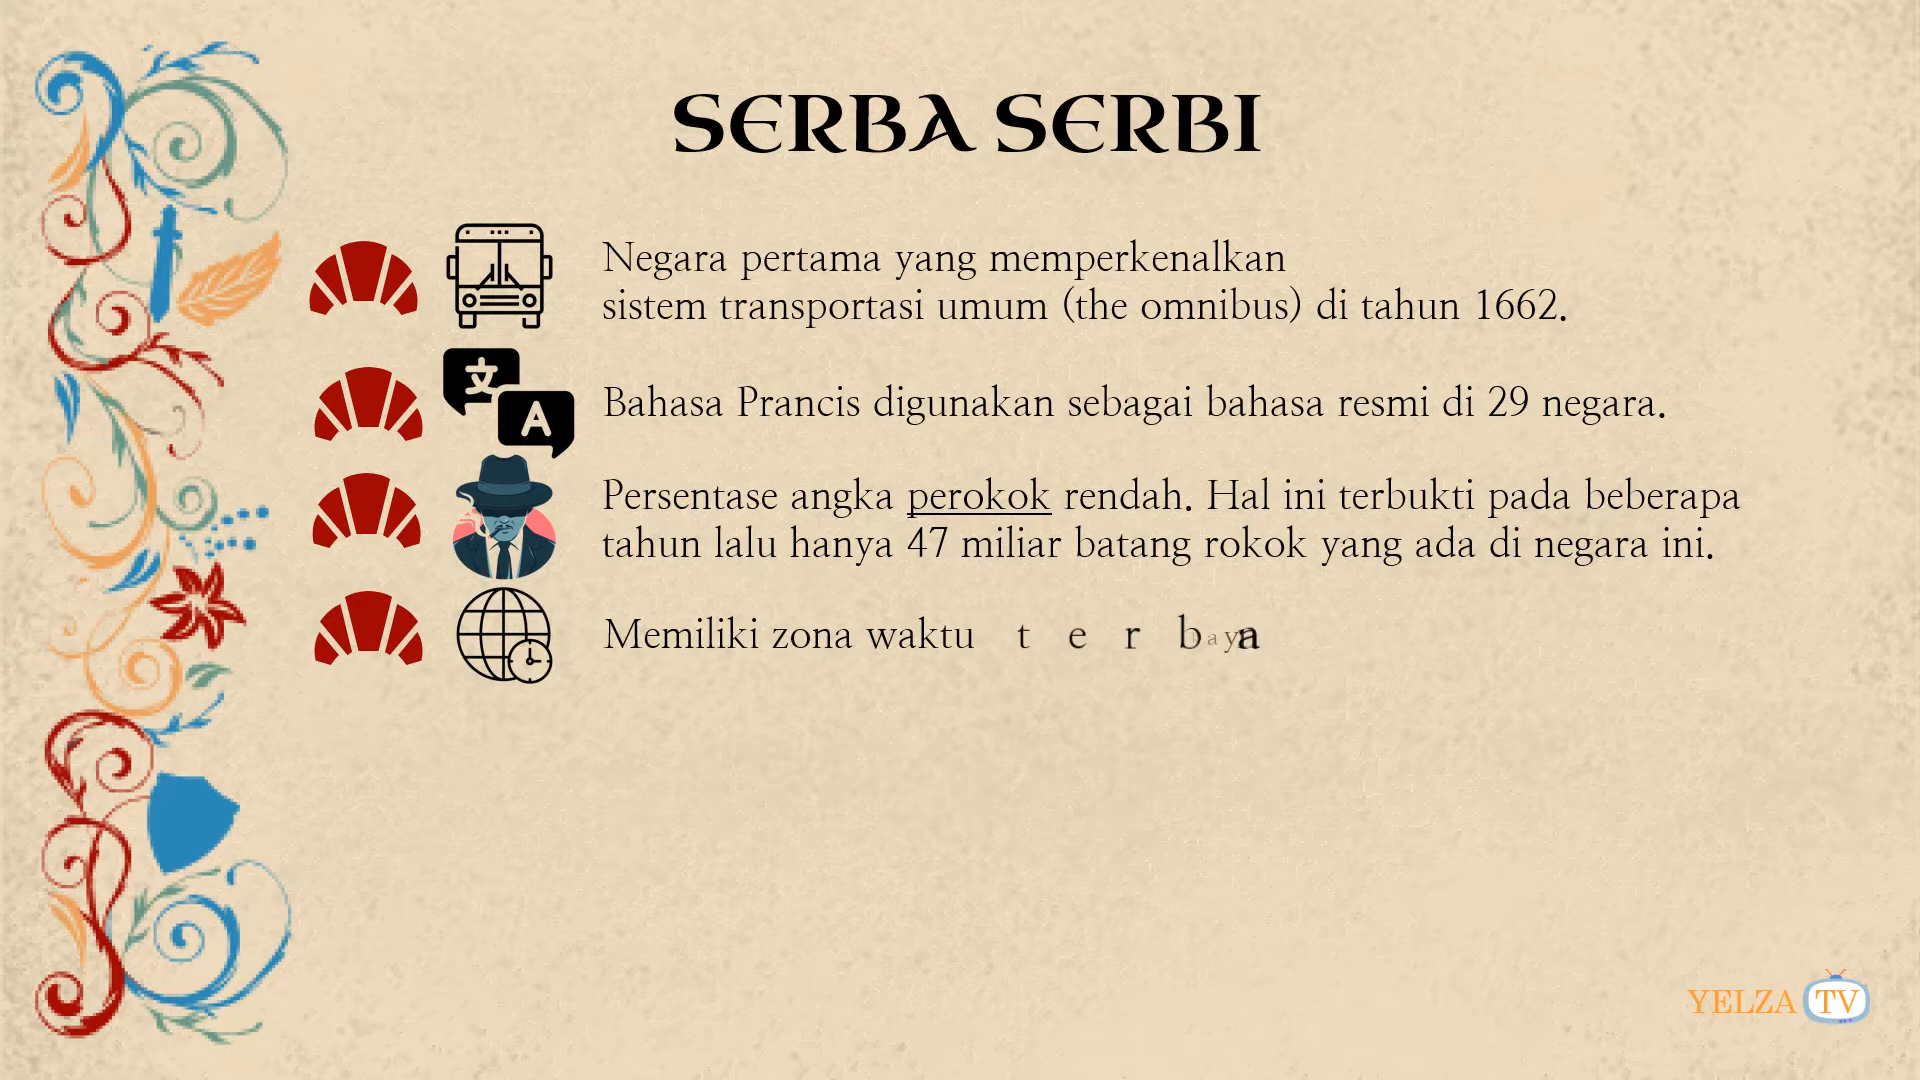 SERBA SERBI
Negara pertama yang memperkenalkan
sistem transportasi umum (the omnibus) di tahun 1662.
文
A
Bahasa Prancis digunakan sebagai bahasa resmi di 29 negara.
Persentase angka perokok rendah. Hal ini terbukti pada beberapa
tahun lalu hanya 47 miliar batang rokok yang ada di negara ini.
Memiliki zona waktu
YELZA TV